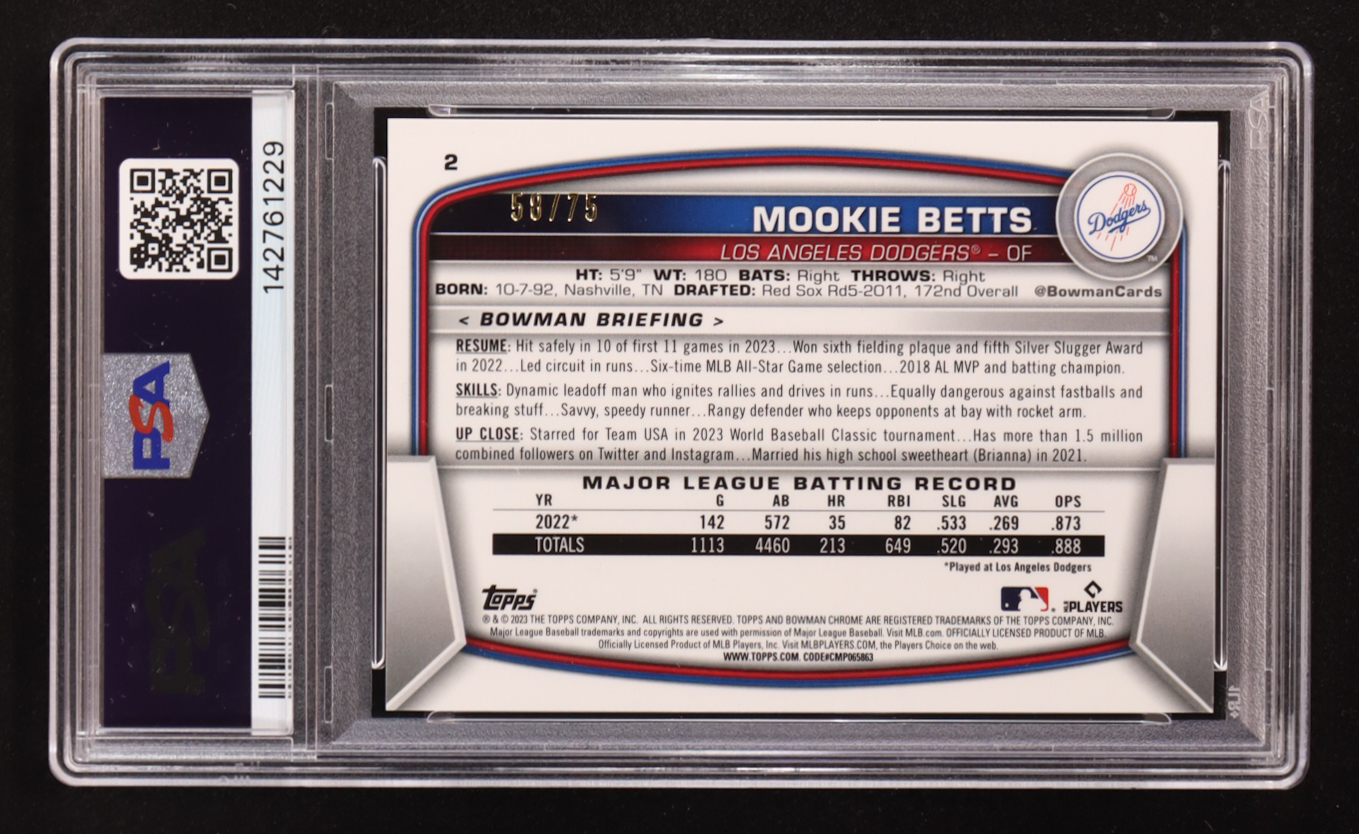 142761229
PSA
PSA
2
MOOKIE BETTS
Dodgers
TM
LOS ANGELES DODGERS® – OF
HT: 5'9" WT: 180 BATS: Right THROWS: Right
BORN: 10-7-92, Nashville, TN DRAFTED: Red Sox Rd5-2011, 172nd Overall @BowmanCards
< BOWMAN BRIEFING >
RESUME: Hit safely in 10 of first 11 games in 2023...Won sixth fielding plaque and fifth Silver Slugger Award
in 2022...Led circuit in runs...Six-time MLB All-Star Game selection...2018 AL MVP and batting champion.
SKILLS: Dynamic leadoff man who ignites rallies and drives in runs...Equally dangerous against fastballs and
breaking stuff...Savvy, speedy runner...Rangy defender who keeps opponents at bay with rocket arm.
UP CLOSE: Starred for Team USA in 2023 World Baseball Classic tournament...Has more than 1.5 million
combined followers on Twitter and Instagram...Married his high school sweetheart (Brianna) in 2021.
MAJOR LEAGUE BATTING RECORD
YR G AB HR RBI SLG AVG OPS
2022* 142 572 35 82 .533 .269 .873
TOTALS 1113 4460 213 649 .520 .293 .888
*Played at Los Angeles Dodgers
Topps® PLAYERS
® & © 2023 THE TOPPS COMPANY, INC. ALL RIGHTS RESERVED. TOPPS AND BOWMAN CHROME ARE REGISTERED TRADEMARKS OF THE TOPPS COMPANY, INC.
Major League Baseball trademarks and copyrights are used with permission of Major League Baseball. Visit MLB.com. OFFICIALLY LICENSED PRODUCT OF MLB
Officially Licensed Product of MLB Players, Inc. Visit MLBPLAYERS.COM, the Players Choice on the web.
WWW.TOPPS.COM. CODE#CMP065863